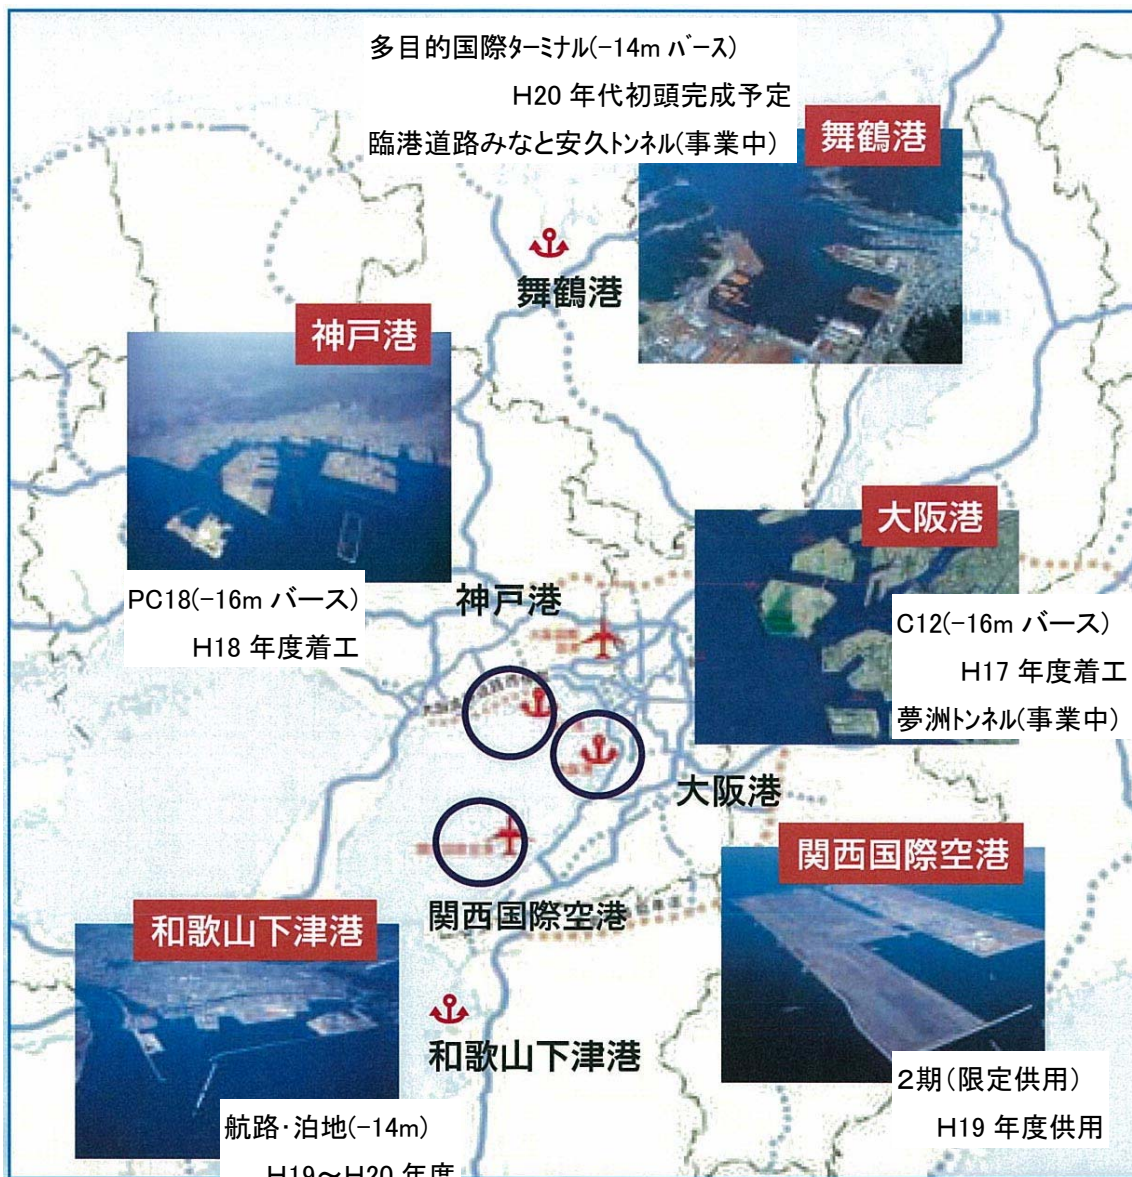 多目的国際ターミナル(-14m バース)
H20 年代初頭完成予定
臨港道路みなと安久トンネル(事業中)
舞鶴港
舞鶴港
神戸港
大阪港
PC18(-16m バース)
H18 年度着工
神戸港
C12(-16m バース)
H17 年度着工
夢洲トンネル(事業中)
大阪港
関西国際空港
関西国際空港
和歌山下津港
和歌山下津港
2期(限定供用)
H19 年度供用
航路・泊地(-14m)
H19～H20 年度